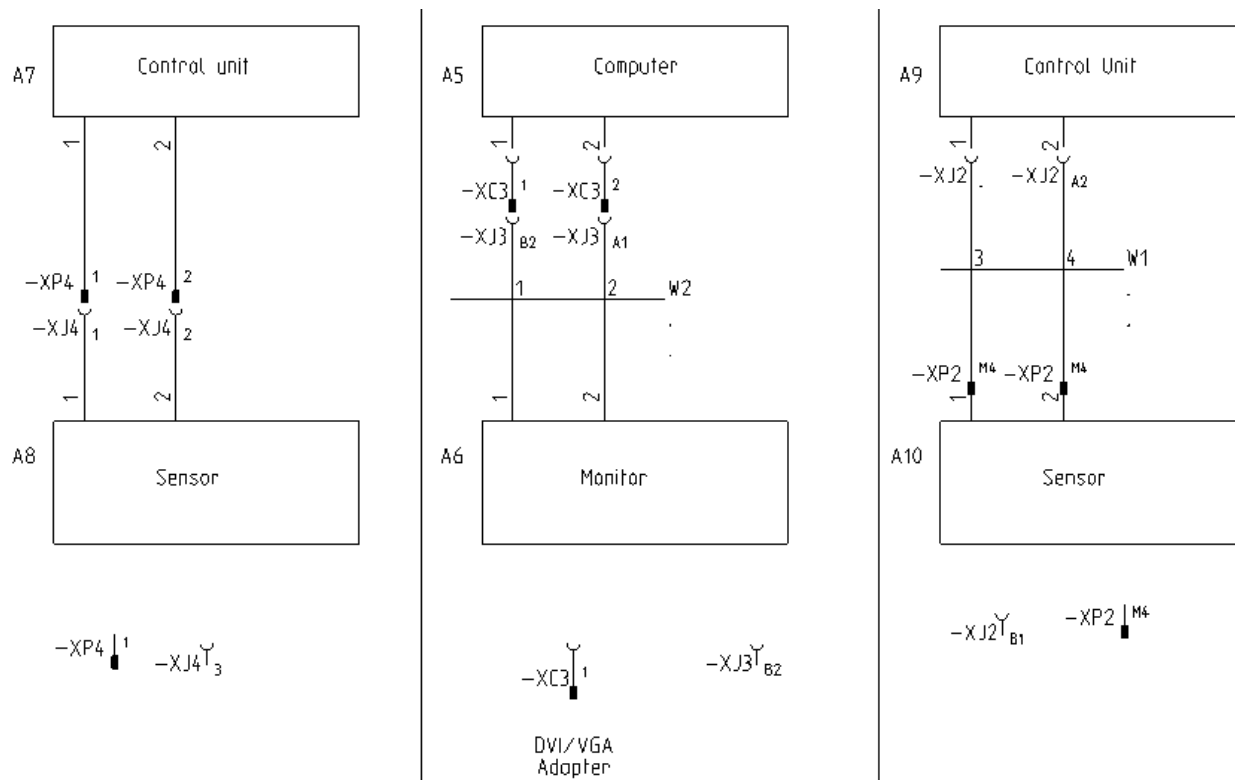 A7
Control unit
1
2
-XP4 1
-XP4 2
-XJ4 1
-XJ4 2
1
2
A8
Sensor
-XP4 1
-XJ4 3
A5
Computer
1
2
-XC3 1
-XC3 2
-XJ3 B2
-XJ3 A1
1
2
W2
1
2
A6
Monitor
-XC3 1
-XJ3 B2
DVI/VGA
Adapter
A9
Control Unit
1
2
-XJ2
-XJ2 A2
3
4
W1
-XP2 M4
-XP2 M4
1
2
A10
Sensor
-XJ2 B1
-XP2 M4